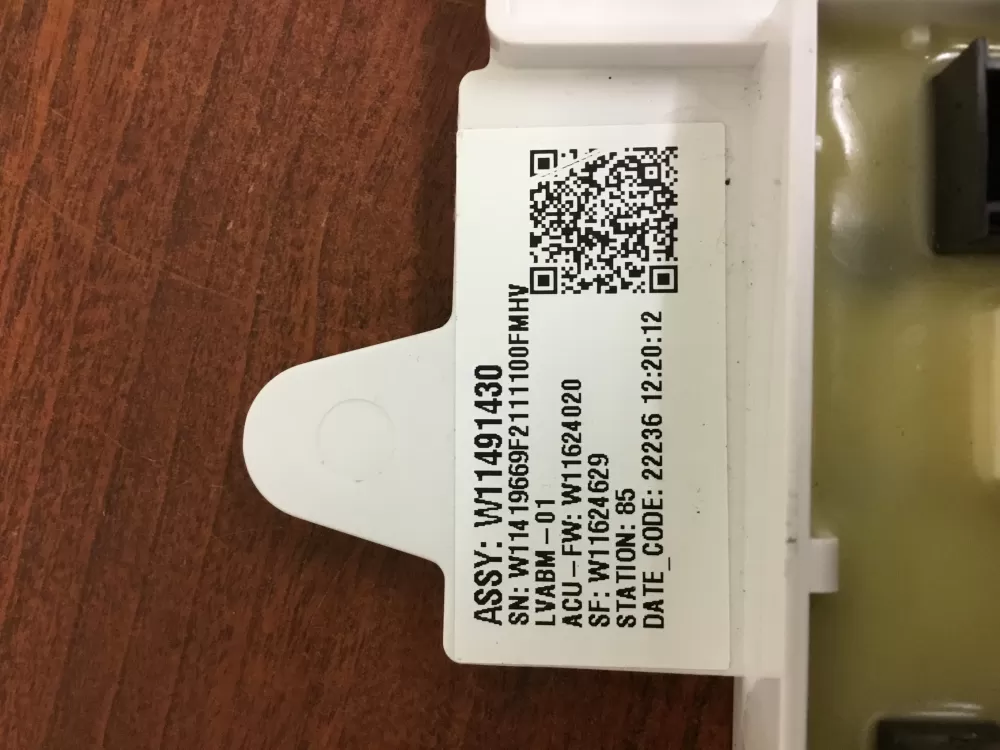 ASSY: W11491430
SN: W11419669F2111100FMHV
LVABM-01
ACU-FW: W11624020
SF: W11624629
STATION: 85
DATE_CODE: 22236 12:20:12